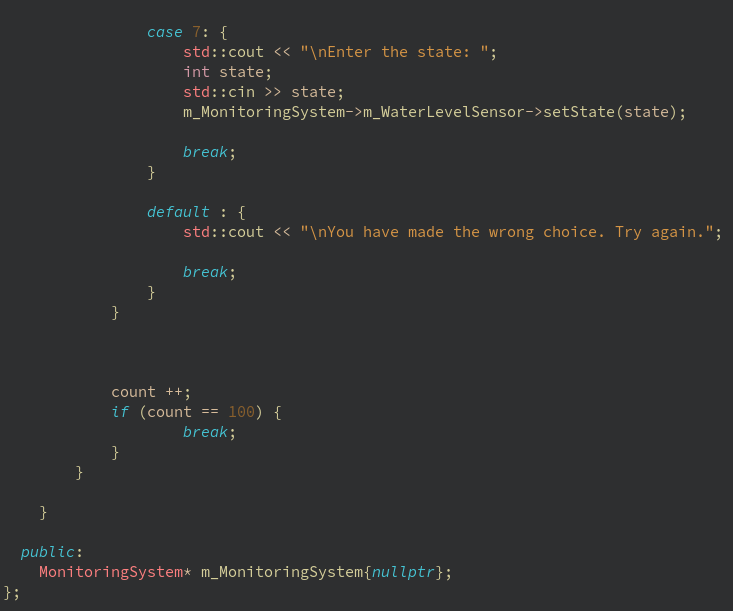 case 7: {
std::cout << "\nEnter the state: ";
int state;
std::cin >> state;
m_MonitoringSystem->m_WaterLevelSensor->setState(state);
break;
}
default : {
std::cout << "\nYou have made the wrong choice. Try again.";
break;
}
}
count ++;
if (count == 100) {
break;
}
}
}
public:
MonitoringSystem* m_MonitoringSystem{nullptr};
};